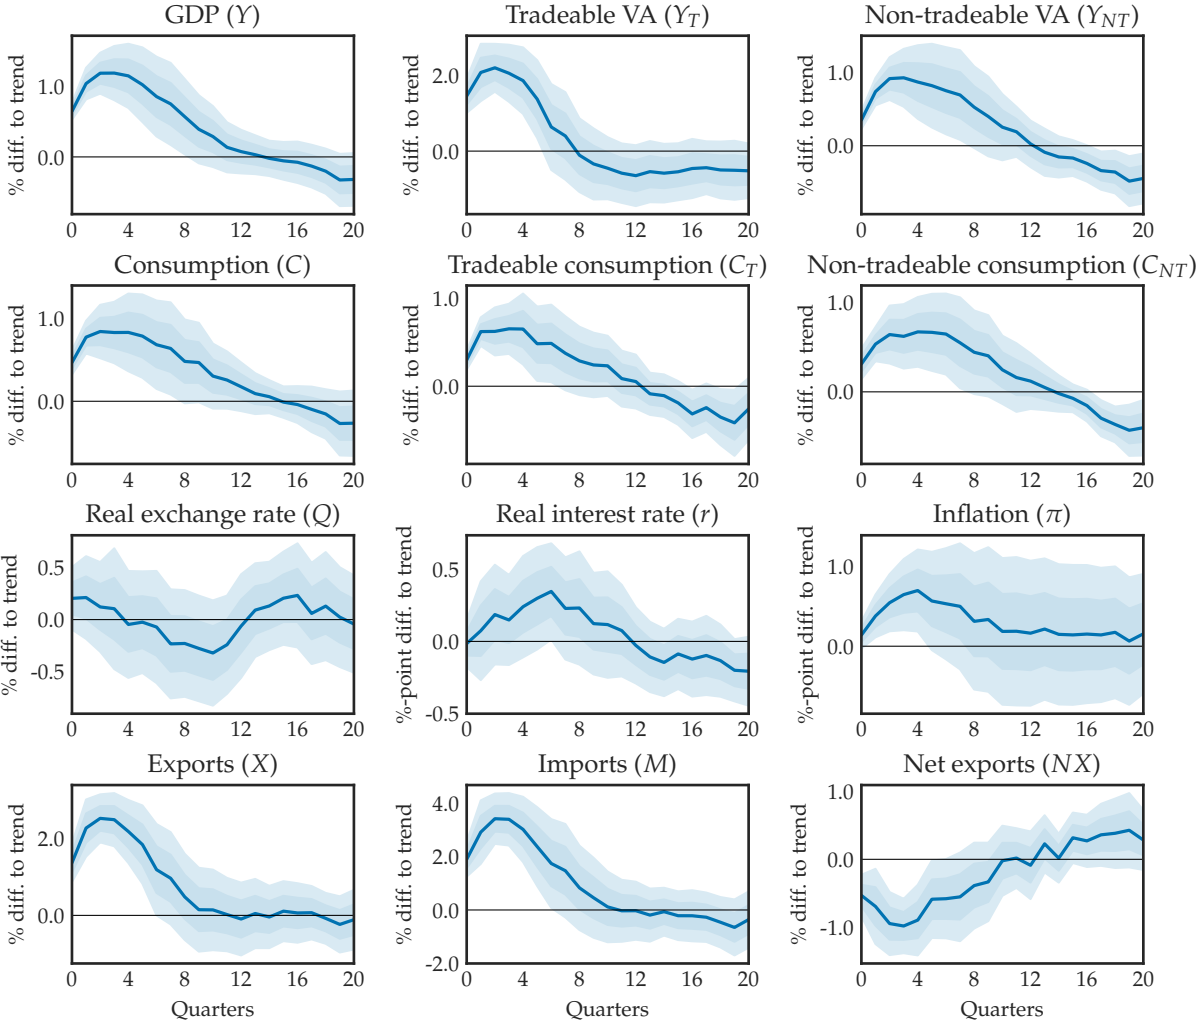 GDP (Y) Tradeable VA (Y_T) Non-tradeable VA (Y_NT)
% diff. to trend % diff. to trend % diff. to trend
1.0 2.0 1.0
0.0 0.0 0.0
0 4 8 12 16 20 0 4 8 12 16 20 0 4 8 12 16 20
Consumption (C) Tradeable consumption (C_T) Non-tradeable consumption (C_NT)
% diff. to trend % diff. to trend % diff. to trend
1.0 1.0 1.0
0.0 0.0 0.0
0 4 8 12 16 20 0 4 8 12 16 20 0 4 8 12 16 20
Real exchange rate (Q) Real interest rate (r) Inflation (π)
% diff. to trend %-point diff. to trend %-point diff. to trend
0.5 0.5 1.0
0.0 0.0 0.0
-0.5 -0.5
0 4 8 12 16 20 0 4 8 12 16 20 0 4 8 12 16 20
Exports (X) Imports (M) Net exports (NX)
% diff. to trend % diff. to trend % diff. to trend
2.0 4.0 1.0
0.0 2.0 0.0
0.0 -1.0
-2.0
0 4 8 12 16 20 0 4 8 12 16 20 0 4 8 12 16 20
Quarters Quarters Quarters